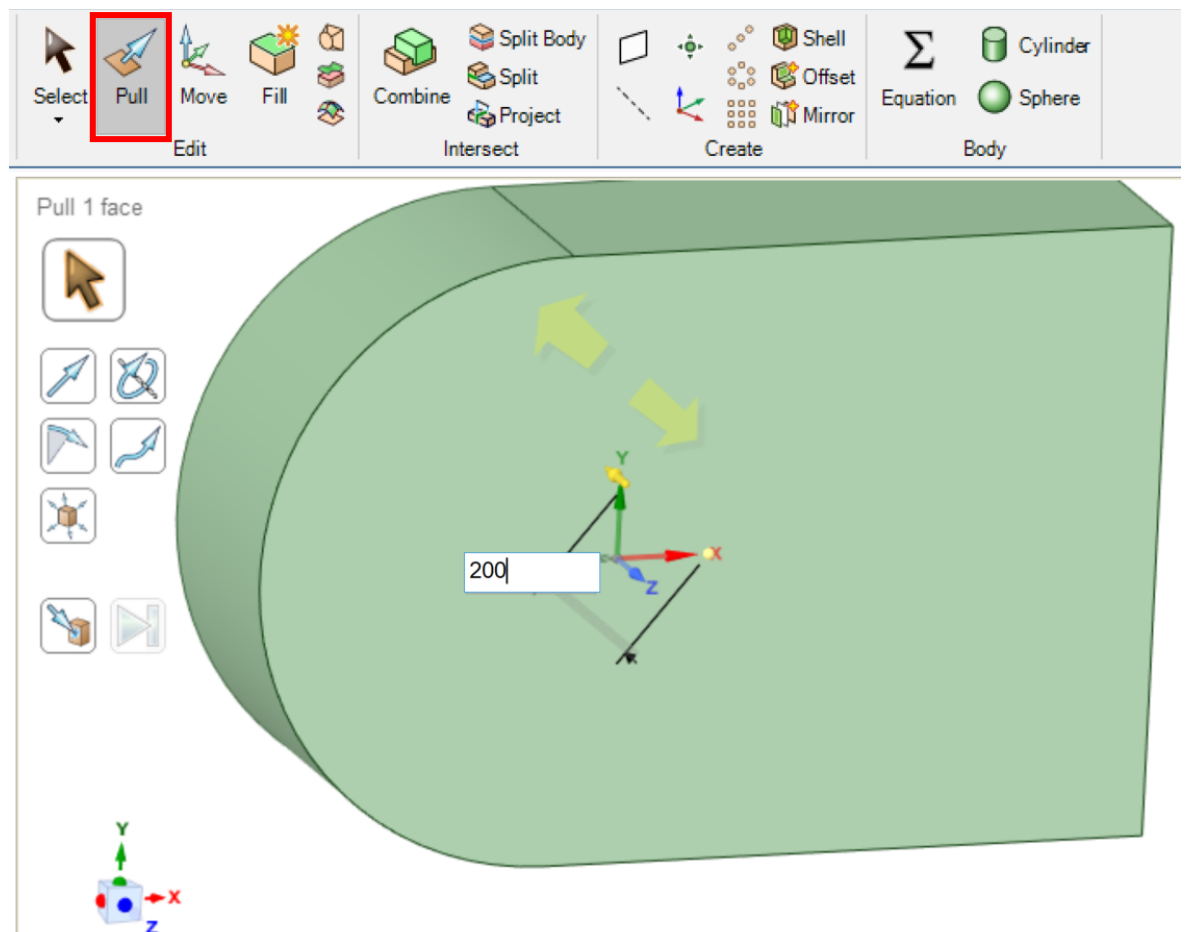 Select Pull Move Fill Combine Split Body Split Project Shell Offset Mirror Equation Cylinder Sphere
Edit Intersect Create Body
Pull 1 face
Y
X
200
Z
Y
X
Z